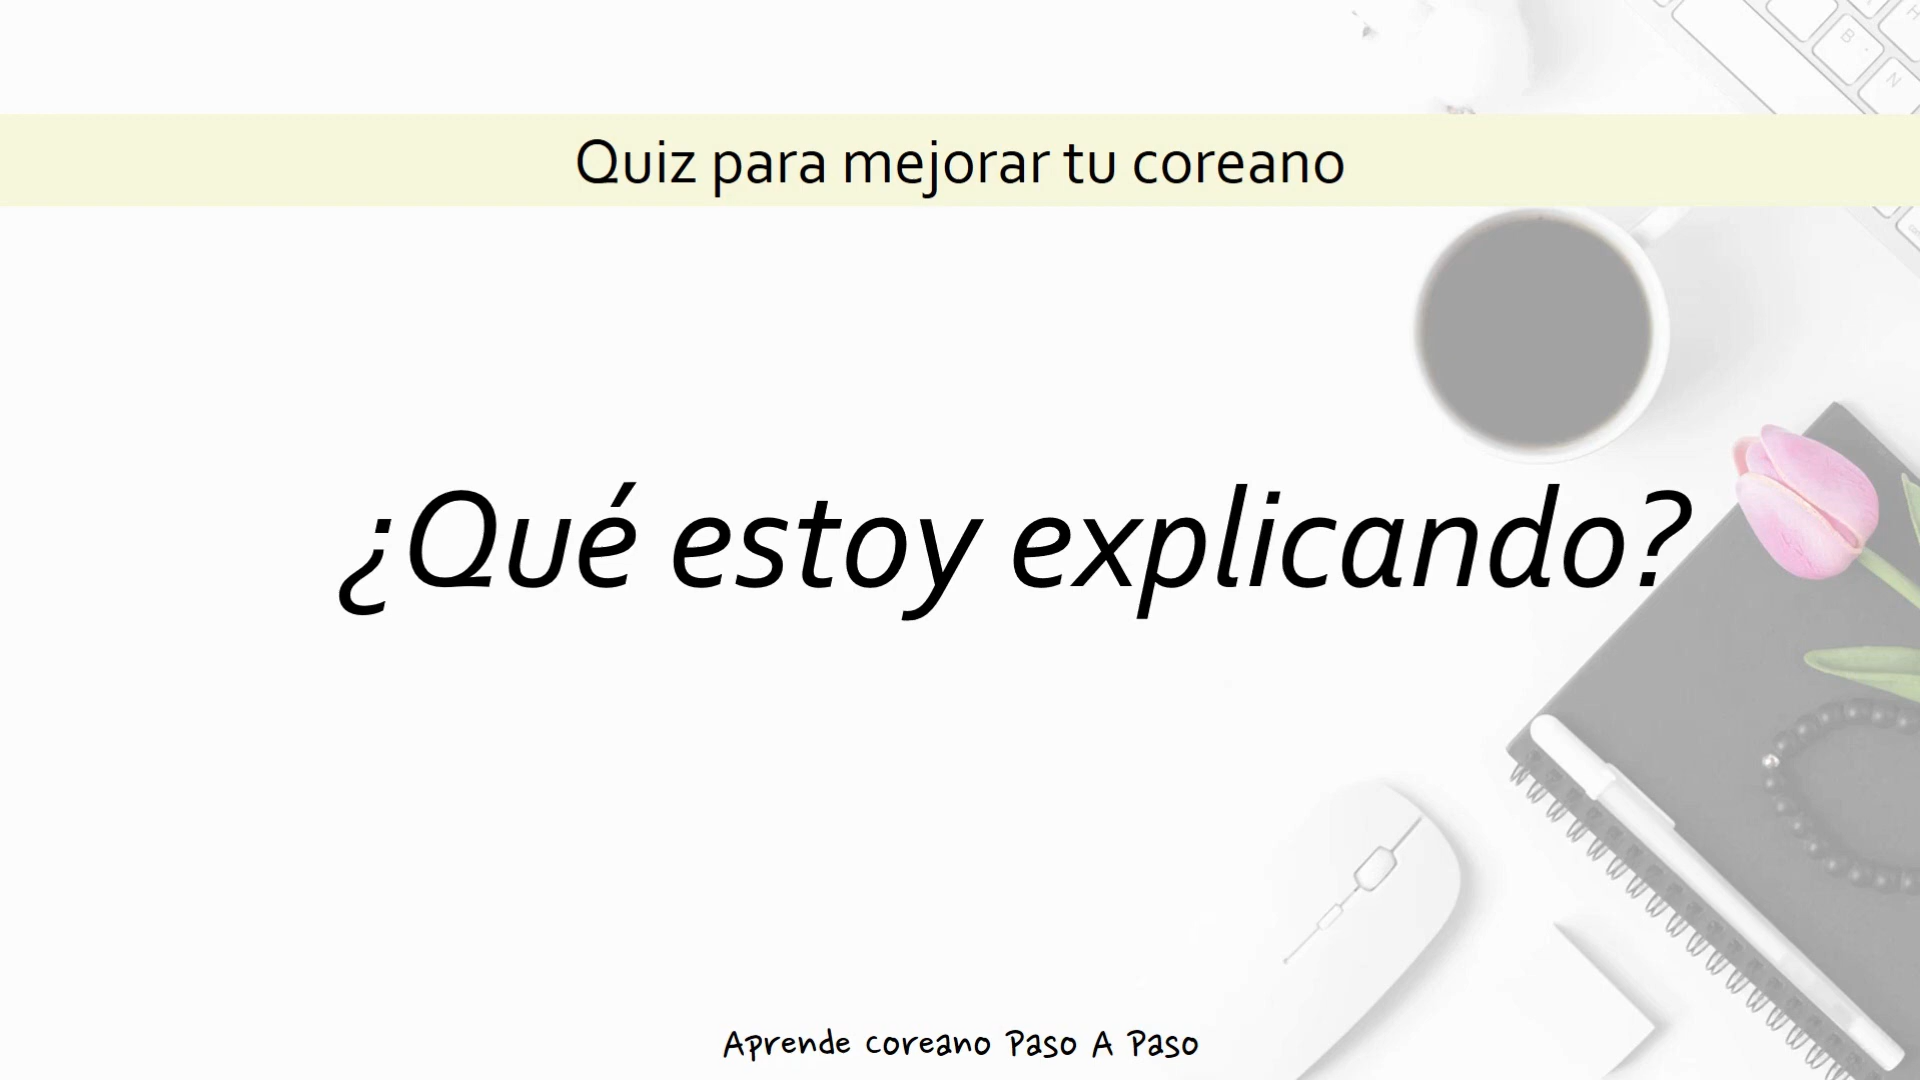 Quiz para mejorar tu coreano
¿Qué estoy explicando?
Aprende coreano Paso A Paso
B
N